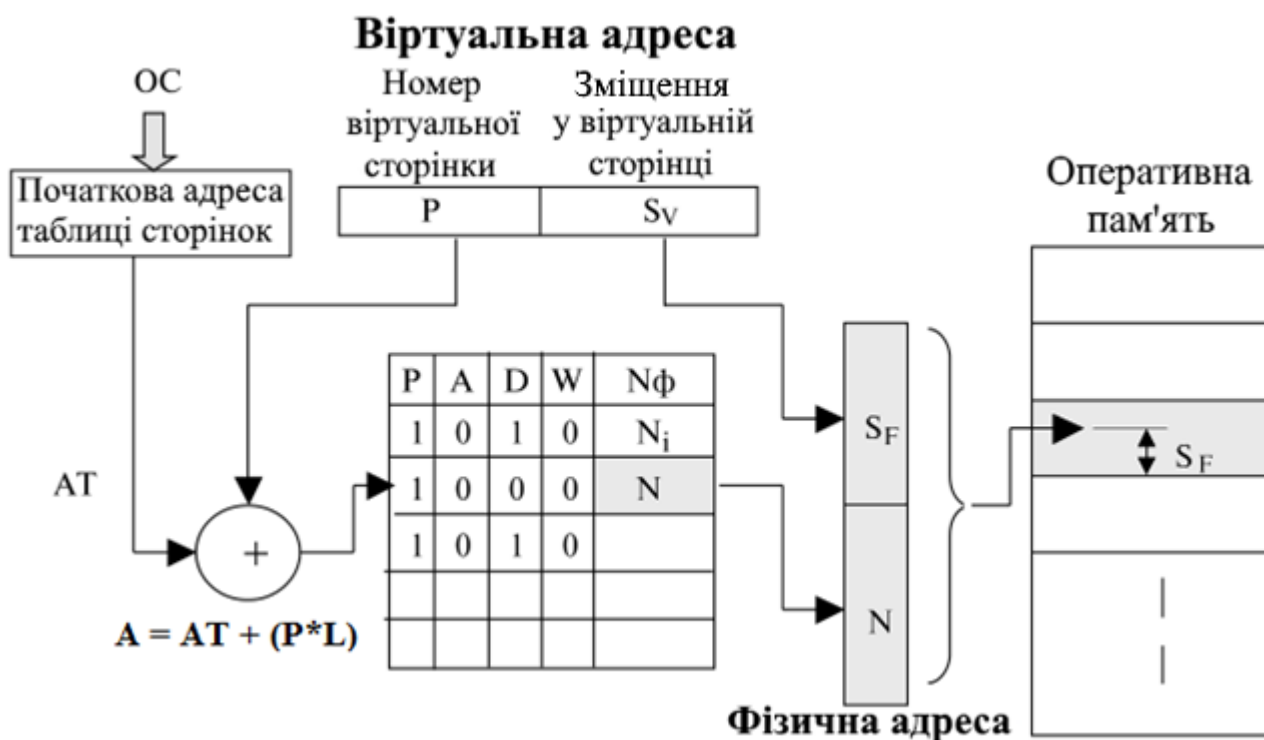 Віртуальна адреса
ОС
Номер
віртуальної
сторінки
Зміщення
у віртуальній
сторінці
Початкова адреса
таблиці сторінок
P
SV
Оперативна
пам'ять
P A D W Nф
1 0 1 0 Ni
1 0 0 0 N
1 0 1 0
AT
+
A = AT + (P*L)
SF
N
SF
Фізична адреса